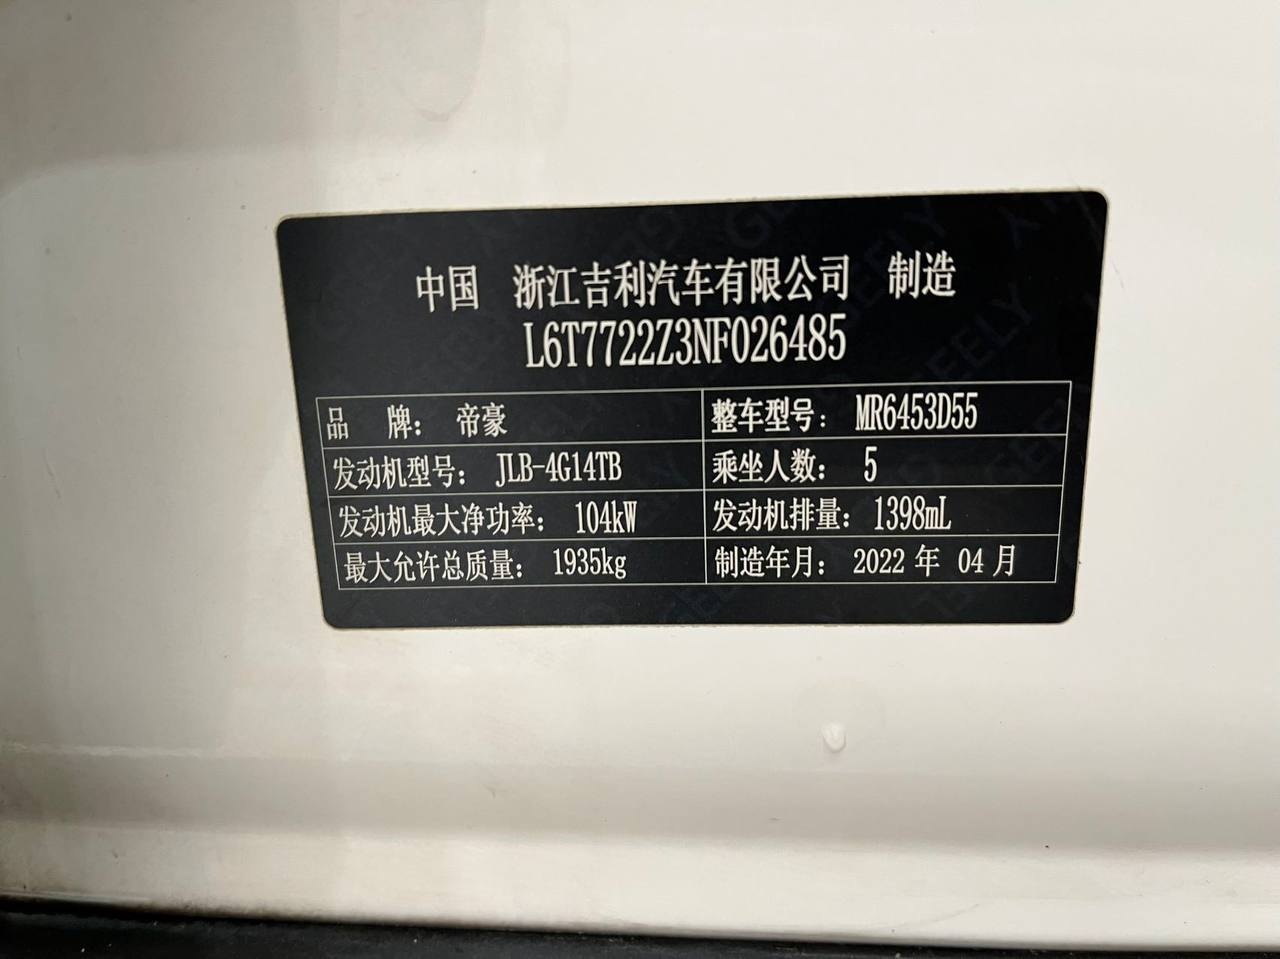 中国 浙江吉利汽车有限公司 制造
L6T7722Z3NF026485
品 牌: 帝豪 整车型号: MR6453D55
发动机型号: JLB-4G14TB 乘坐人数: 5
发动机最大净功率: 104kW 发动机排量: 1398mL
最大允许总质量: 1935kg 制造年月: 2022 年 04 月
GEELY